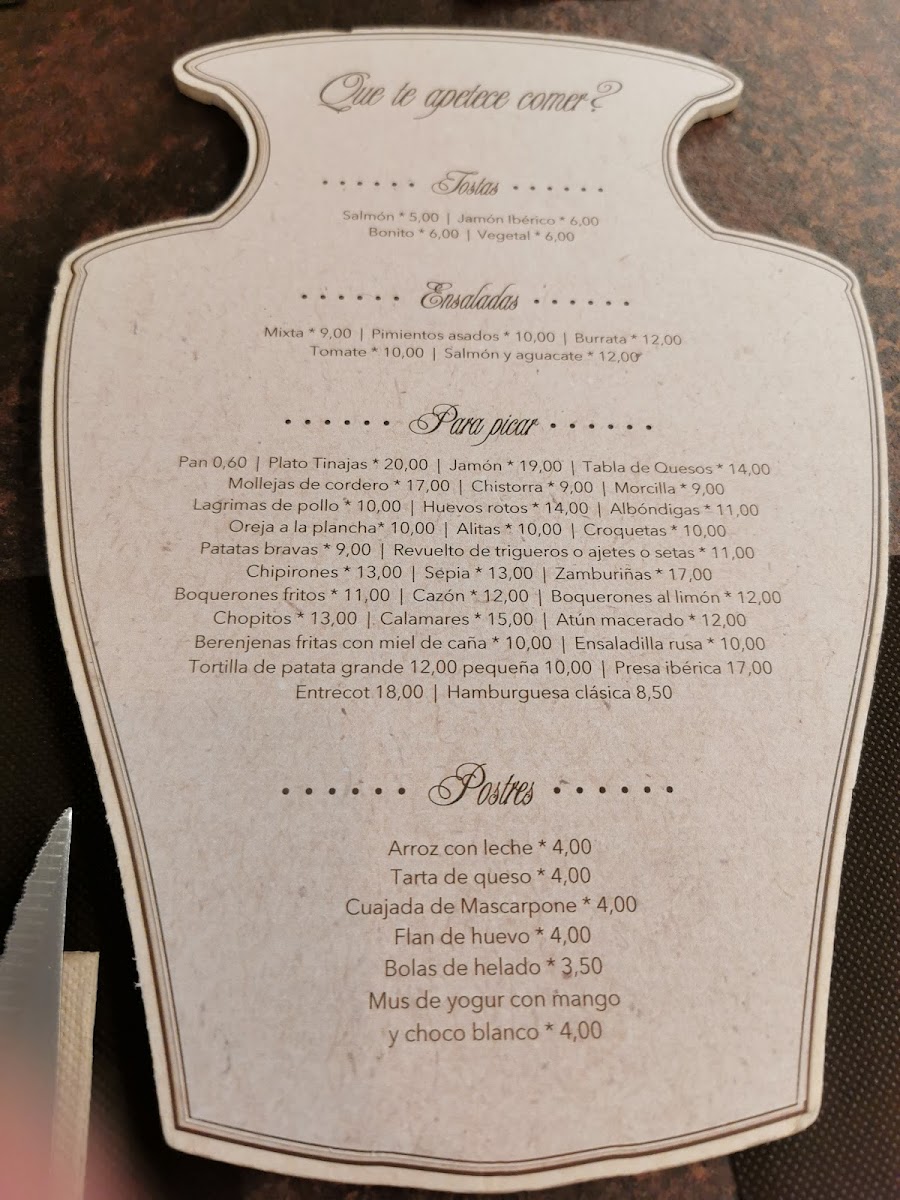 Que te apetece comer?
Tostas
Salmón * 5,00 | Jamón Ibérico * 6,00
Bonito * 6,00 | Vegetal * 6,00
Ensaladas
Mixta * 9,00 | Pimientos asados * 10,00 | Burrata * 12,00
Tomate * 10,00 | Salmón y aguacate * 12,00
Para picar
Pan 0,60 | Plato Tinajas * 20,00 | Jamón * 19,00 | Tabla de Quesos * 14,00
Mollejas de cordero * 17,00 | Chistorra * 9,00 | Morcilla * 9,00
Lagrimas de pollo * 10,00 | Huevos rotos * 14,00 | Albóndigas * 11,00
Oreja a la plancha* 10,00 | Alitas * 10,00 | Croquetas * 10,00
Patatas bravas * 9,00 | Revuelto de trigueros o ajetes o setas * 11,00
Chipirones * 13,00 | Sepia * 13,00 | Zamburiñas * 17,00
Boquerones fritos * 11,00 | Cazón * 12,00 | Boquerones al limón * 12,00
Chopitos * 13,00 | Calamares * 15,00 | Atún macerado * 12,00
Berenjenas fritas con miel de caña * 10,00 | Ensaladilla rusa * 10,00
Tortilla de patata grande 12,00 pequeña 10,00 | Presa ibérica 17,00
Entrecot 18,00 | Hamburguesa clásica 8,50
Postres
Arroz con leche * 4,00
Tarta de queso * 4,00
Cuajada de Mascarpone * 4,00
Flan de huevo * 4,00
Bolas de helado * 3,50
Mus de yogur con mango
y choco blanco * 4,00